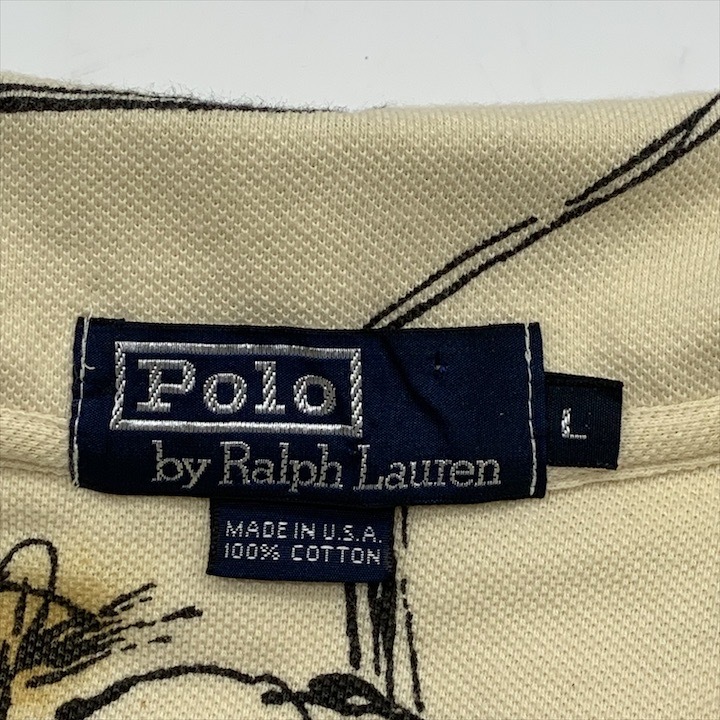 Polo
by Ralph Lauren
L
MADE IN U.S.A.
100% COTTON